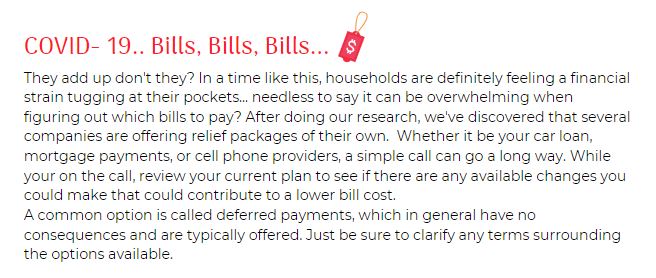 COVID- 19.. Bills, Bills, Bills...
$
They add up don't they? In a time like this, households are definitely feeling a financial
strain tugging at their pockets... needless to say it can be overwhelming when
figuring out which bills to pay? After doing our research, we've discovered that several
companies are offering relief packages of their own.  Whether it be your car loan,
mortgage payments, or cell phone providers, a simple call can go a long way. While
your on the call, review your current plan to see if there are any available changes you
could make that could contribute to a lower bill cost.
A common option is called deferred payments, which in general have no
consequences and are typically offered. Just be sure to clarify any terms surrounding
the options available.